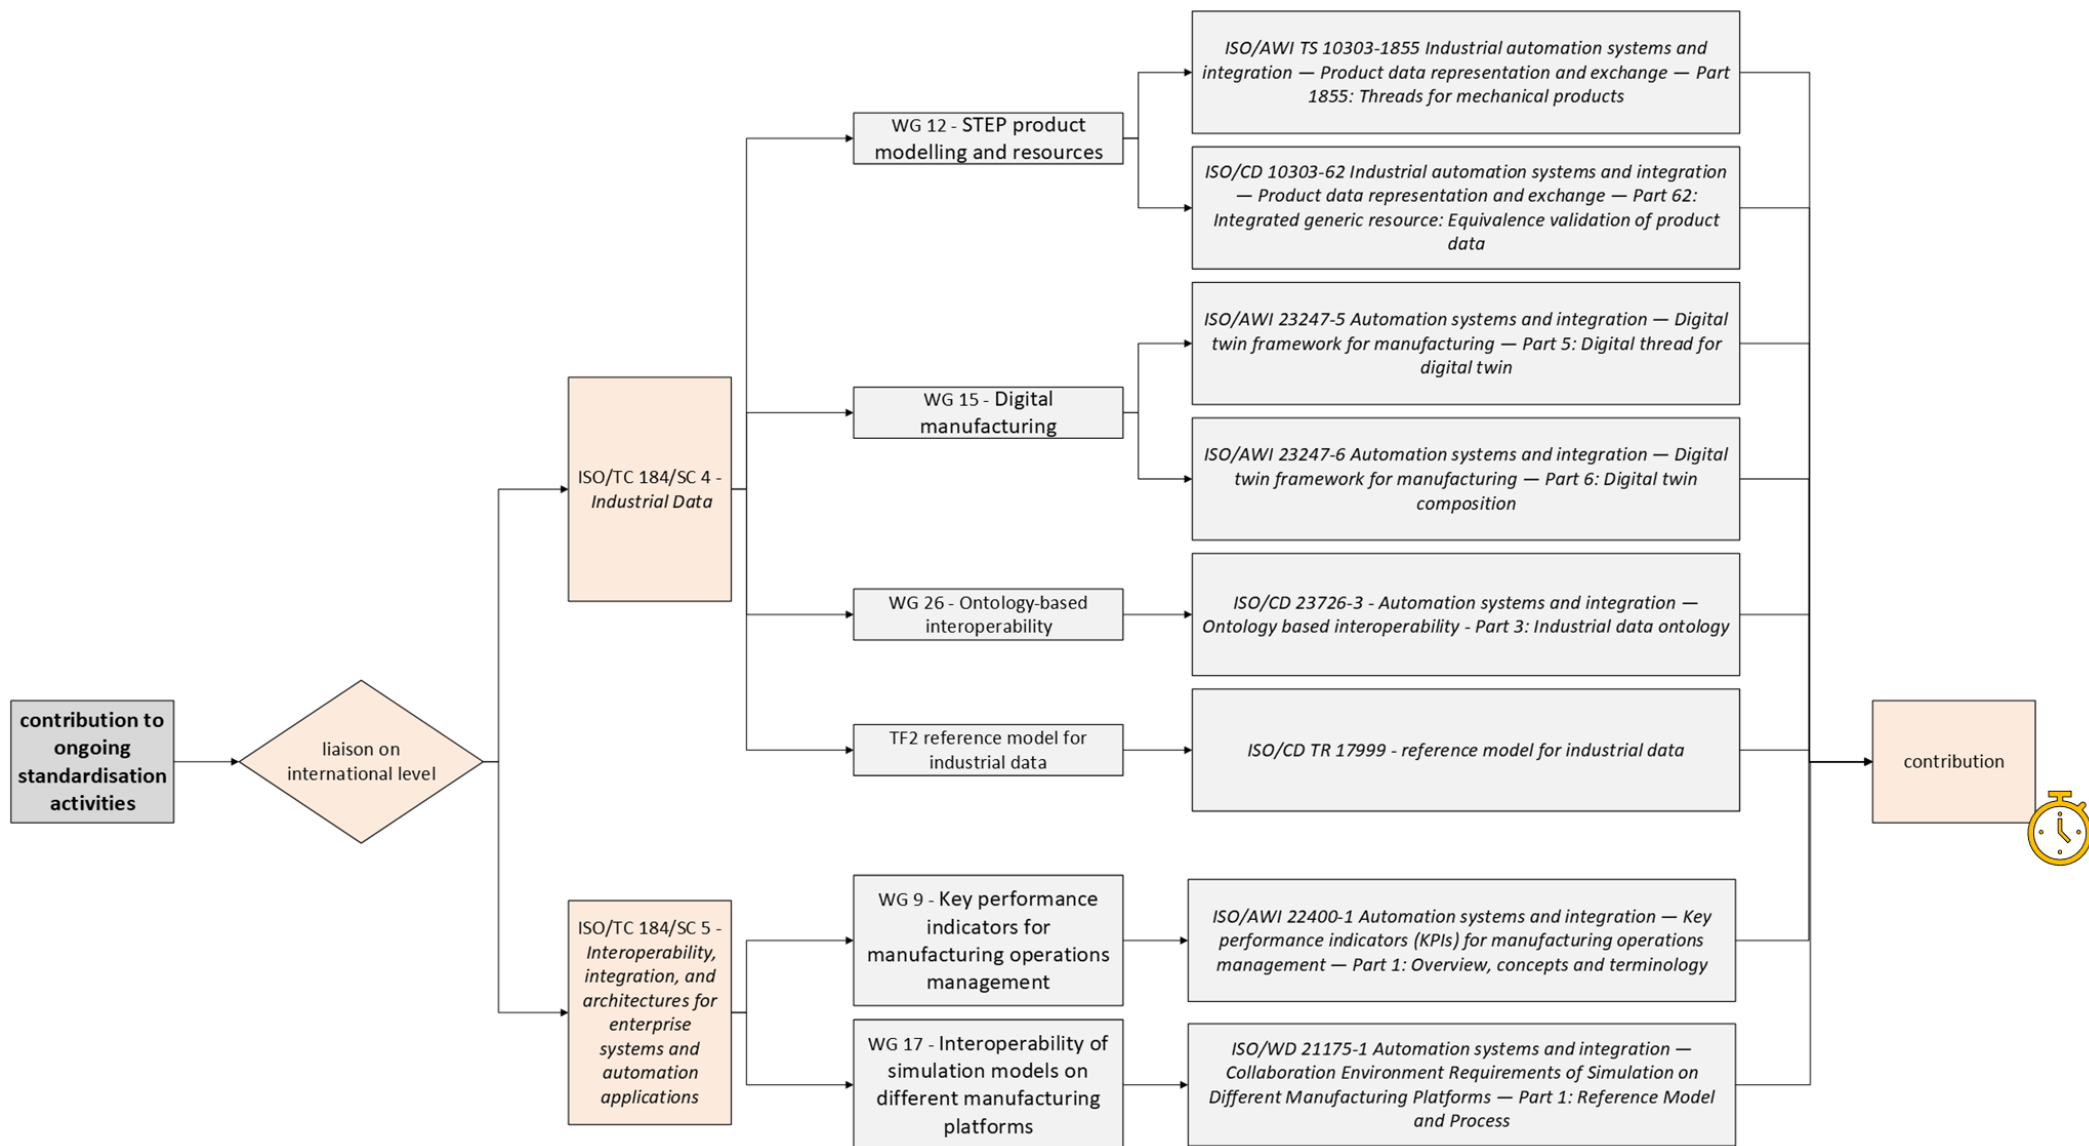 contribution to
ongoing
standardisation
activities
liaison on
international level
ISO/TC 184/SC 4 -
Industrial Data
WG 12 - STEP product
modelling and resources
ISO/AWI TS 10303-1855 Industrial automation systems and
integration — Product data representation and exchange — Part
1855: Threads for mechanical products
ISO/CD 10303-62 Industrial automation systems and integration
— Product data representation and exchange — Part 62:
Integrated generic resource: Equivalence validation of product
data
WG 15 - Digital
manufacturing
ISO/AWI 23247-5 Automation systems and integration — Digital
twin framework for manufacturing — Part 5: Digital thread for
digital twin
ISO/AWI 23247-6 Automation systems and integration — Digital
twin framework for manufacturing — Part 6: Digital twin
composition
WG 26 - Ontology-based
interoperability
ISO/CD 23726-3 - Automation systems and integration —
Ontology based interoperability - Part 3: Industrial data ontology
TF2 reference model for
industrial data
ISO/CD TR 17999 - reference model for industrial data
ISO/TC 184/SC 5 -
Interoperability,
integration, and
architectures for
enterprise
systems and
automation
applications
WG 9 - Key performance
indicators for
manufacturing operations
management
ISO/AWI 22400-1 Automation systems and integration — Key
performance indicators (KPIs) for manufacturing operations
management — Part 1: Overview, concepts and terminology
WG 17 - Interoperability of
simulation models on
different manufacturing
platforms
ISO/WD 21175-1 Automation systems and integration —
Collaboration Environment Requirements of Simulation on
Different Manufacturing Platforms — Part 1: Reference Model
and Process
contribution